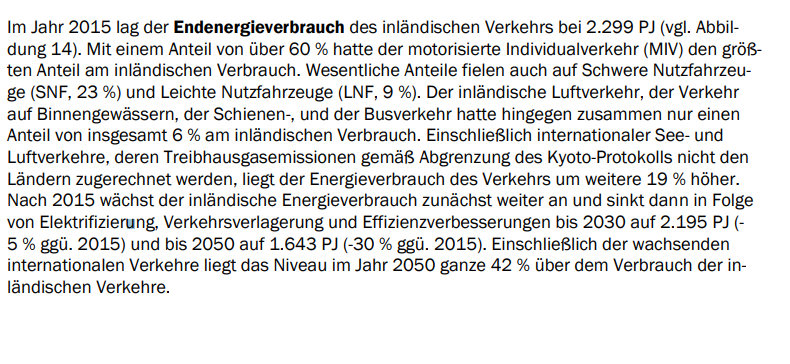 Im Jahr 2015 lag der Endenergieverbrauch des inländischen Verkehrs bei 2.299 PJ (vgl. Abbil-
dung 14). Mit einem Anteil von über 60 % hatte der motorisierte Individualverkehr (MIV) den größ-
ten Anteil am inländischen Verbrauch. Wesentliche Anteile fielen auch auf Schwere Nutzfahrzeu-
ge (SNF, 23 %) und Leichte Nutzfahrzeuge (LNF, 9 %). Der inländische Luftverkehr, der Verkehr
auf Binnengewässern, der Schienen-, und der Busverkehr hatte hingegen zusammen nur einen
Anteil von insgesamt 6 % am inländischen Verbrauch. Einschließlich internationaler See- und
Luftverkehre, deren Treibhausgasemissionen gemäß Abgrenzung des Kyoto-Protokolls nicht den
Ländern zugerechnet werden, liegt der Energieverbrauch des Verkehrs um weitere 19 % höher.
Nach 2015 wächst der inländische Energieverbrauch zunächst weiter an und sinkt dann in Folge
von Elektrifizierung, Verkehrsverlagerung und Effizienzverbesserungen bis 2030 auf 2.195 PJ (-
5 % ggü. 2015) und bis 2050 auf 1.643 PJ (-30 % ggü. 2015). Einschließlich der wachsenden
internationalen Verkehre liegt das Niveau im Jahr 2050 ganze 42 % über dem Verbrauch der in-
ländischen Verkehre.